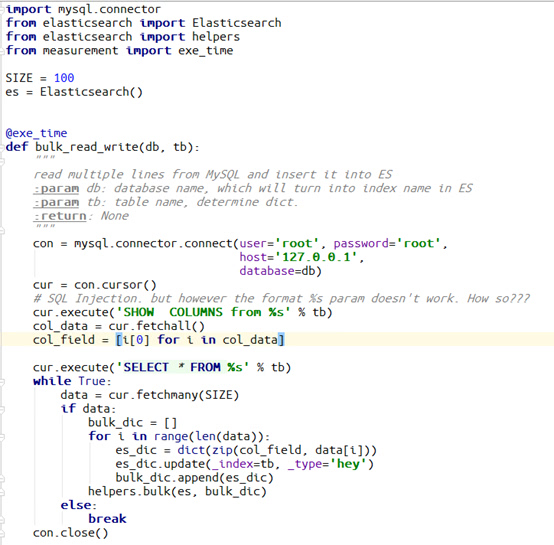 import mysql.connector
from elasticsearch import Elasticsearch
from elasticsearch import helpers
from measurement import exe_time
SIZE = 100
es = Elasticsearch()
@exe_time
def bulk_read_write(db, tb):
    """
    read multiple lines from MySQL and insert it into ES
    :param db: database name, which will turn into index name in ES
    :param tb: table name, determine dict.
    :return: None
    """
    con = mysql.connector.connect(user='root', password='root',
                                  host='127.0.0.1',
                                  database=db)
    cur = con.cursor()
    # SQL Injection. but however the format %s param doesn't work. How so???
    cur.execute('SHOW  COLUMNS from %s' % tb)
    col_data = cur.fetchall()
    col_field = [i[0] for i in col_data]
    cur.execute('SELECT * FROM %s' % tb)
    while True:
        data = cur.fetchmany(SIZE)
        if data:
            bulk_dic = []
            for i in range(len(data)):
                es_dic = dict(zip(col_field, data[i]))
                es_dic.update(_index=tb, _type='hey')
                bulk_dic.append(es_dic)
            helpers.bulk(es, bulk_dic)
        else:
            break
    con.close()